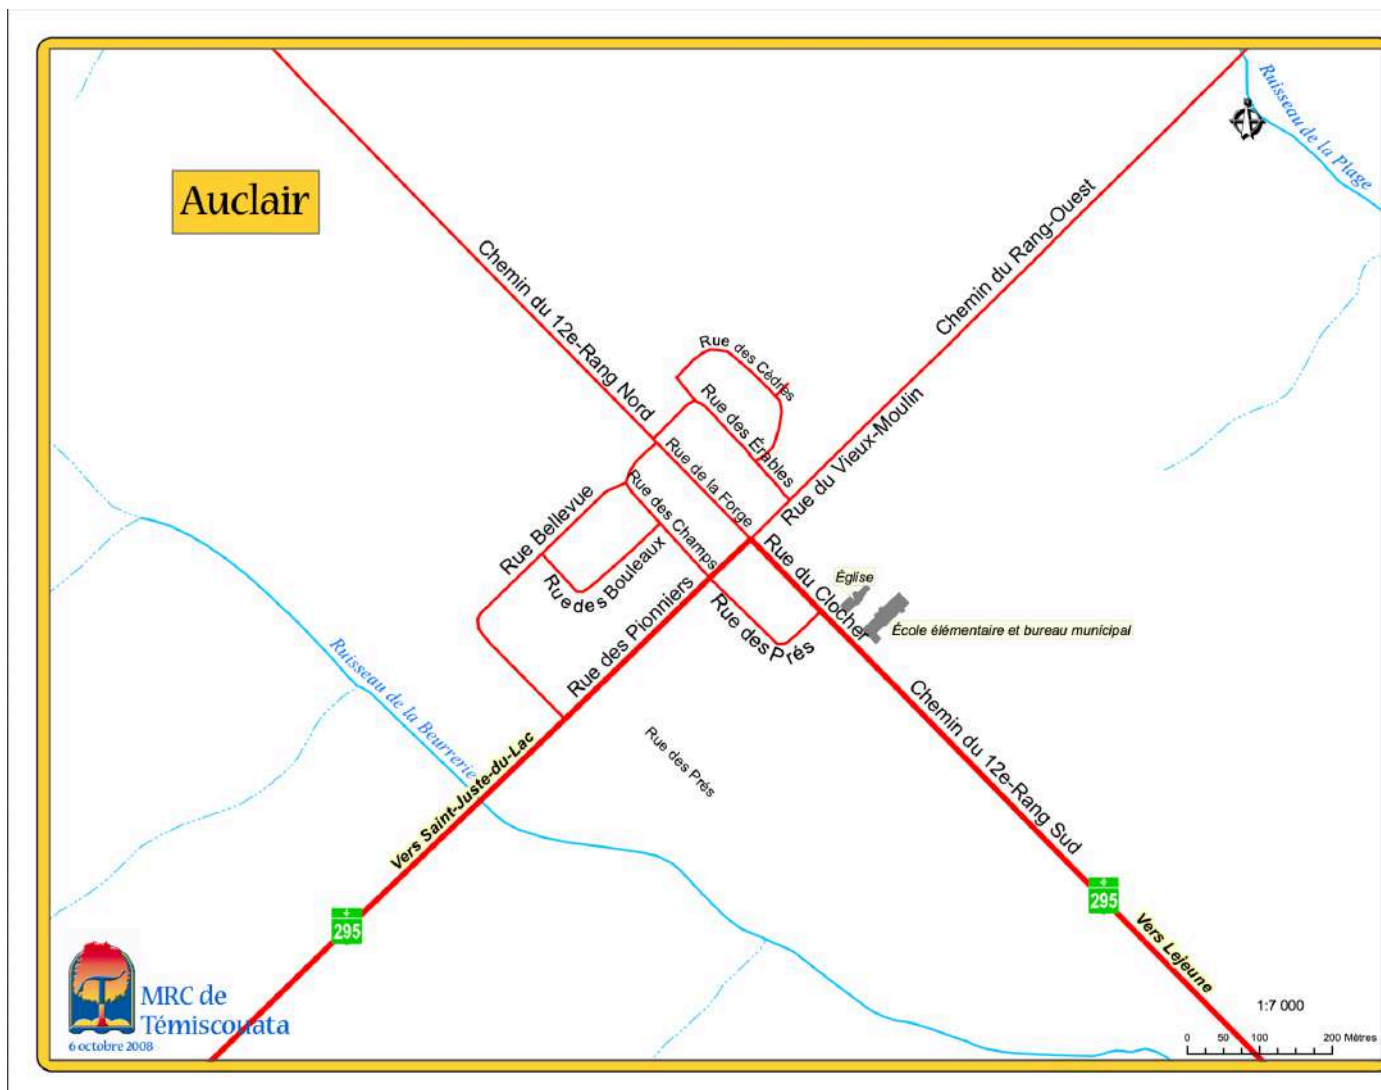 Ruisseau de la Plage
Auclair
Chemin du Rang-Ouest
Chemin du 12e-Rang Nord
Rue des Cèdres
Rue des Érables
Rue du Vieux-Moulin
Rue de la Forge
Rue des Champs
Rue Bellevue
Rue des Bouleaux
Rue du Clocher
Église
École élémentaire et bureau municipal
Rue des Pionniers
Rue des Prés
Ruisseau de la Beurrerie
Chemin du 12e-Rang Sud
Rue des Prés
Vers Saint-Juste-du-Lac
295
295
Vers Lejeune
MRC de
Témiscouata
6 octobre 2008
1:7 000
0 50 100 200 Mètres